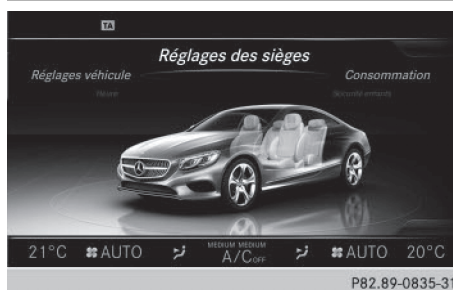 TA
Réglages des sièges
Réglages véhicule
Consommation
Heure
Sécurité enfants
21°C AUTO MEDIUM MEDIUM AUTO 20°C
A/C OFF
P82.89-0835-31